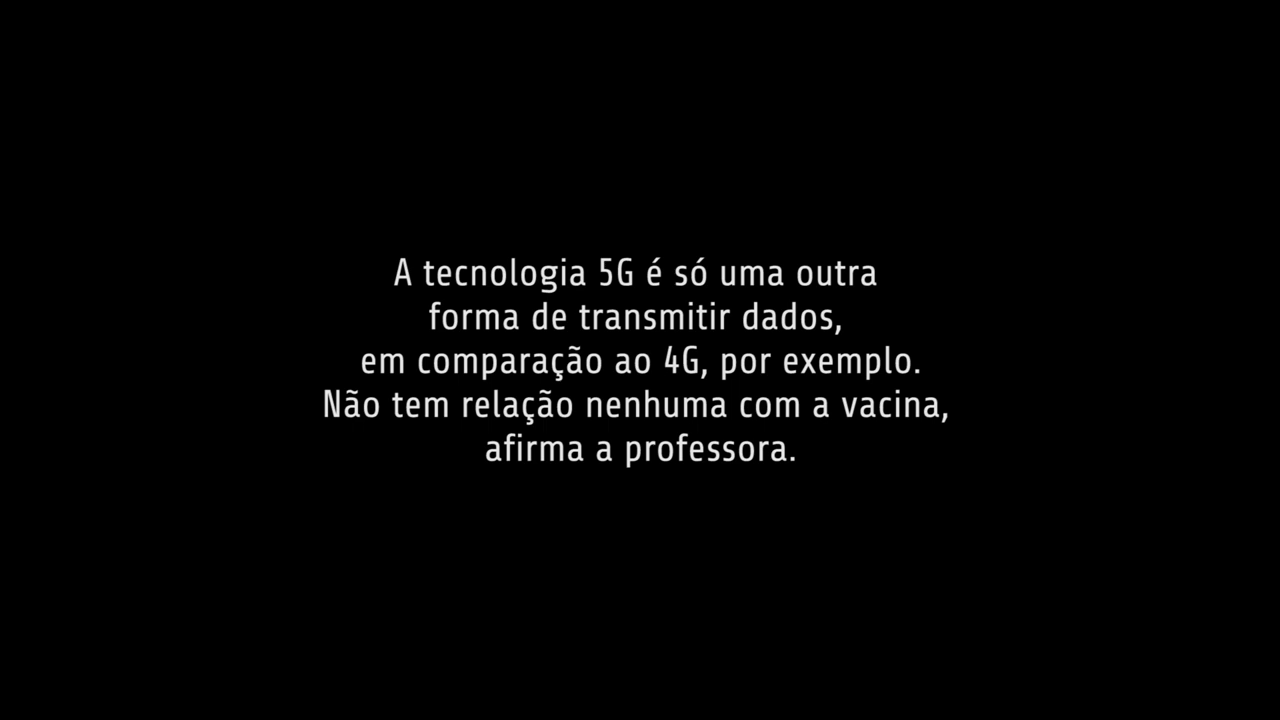 A tecnologia 5G é só uma outra
forma de transmitir dados,
em comparação ao 4G, por exemplo.
Não tem relação nenhuma com a vacina,
afirma a professora.